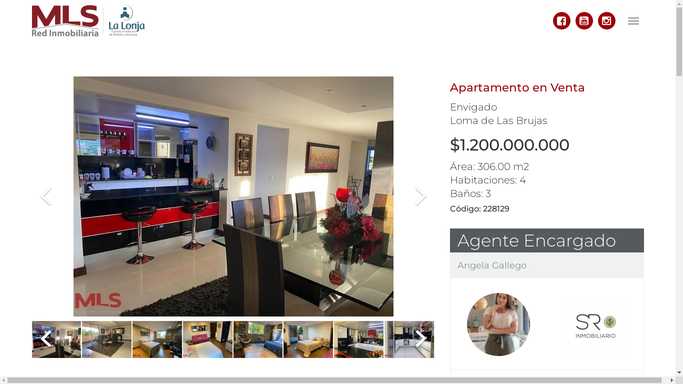 MLS
Red Inmobiliaria
La Lonja
Apartamento en Venta
Envigado
Loma de Las Brujas
$1.200.000.000
Área: 306.00 m2
Habitaciones: 4
Baños: 3
Código: 228129
MLS
Agente Encargado
Angela Gallego
SR
INMOBILIARIO